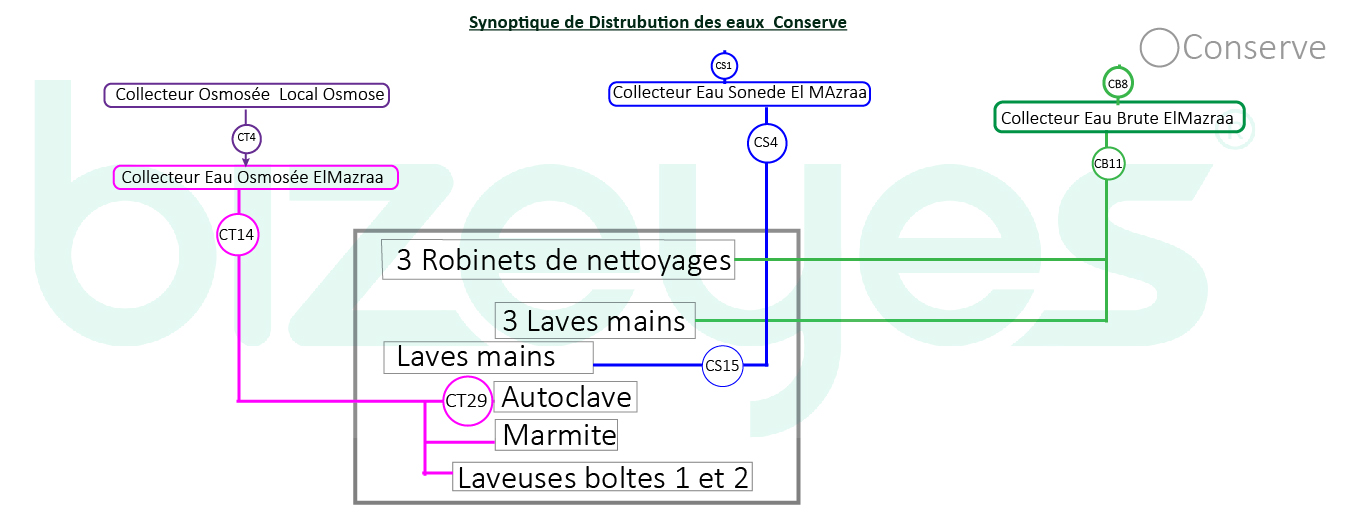 Synoptique de Distrubution des eaux Conserve
Conserve
CS1
CB8
Collecteur Osmosée Local Osmose
Collecteur Eau Sonede El MAzraa
Collecteur Eau Brute ElMazraa
®
CT4
CS4
CB11
Collecteur Eau Osmosée ElMazraa
CT14
bizeyes
3 Robinets de nettoyages
3 Laves mains
Laves mains
CS15
CT29
Autoclave
Marmite
Laveuses boltes 1 et 2